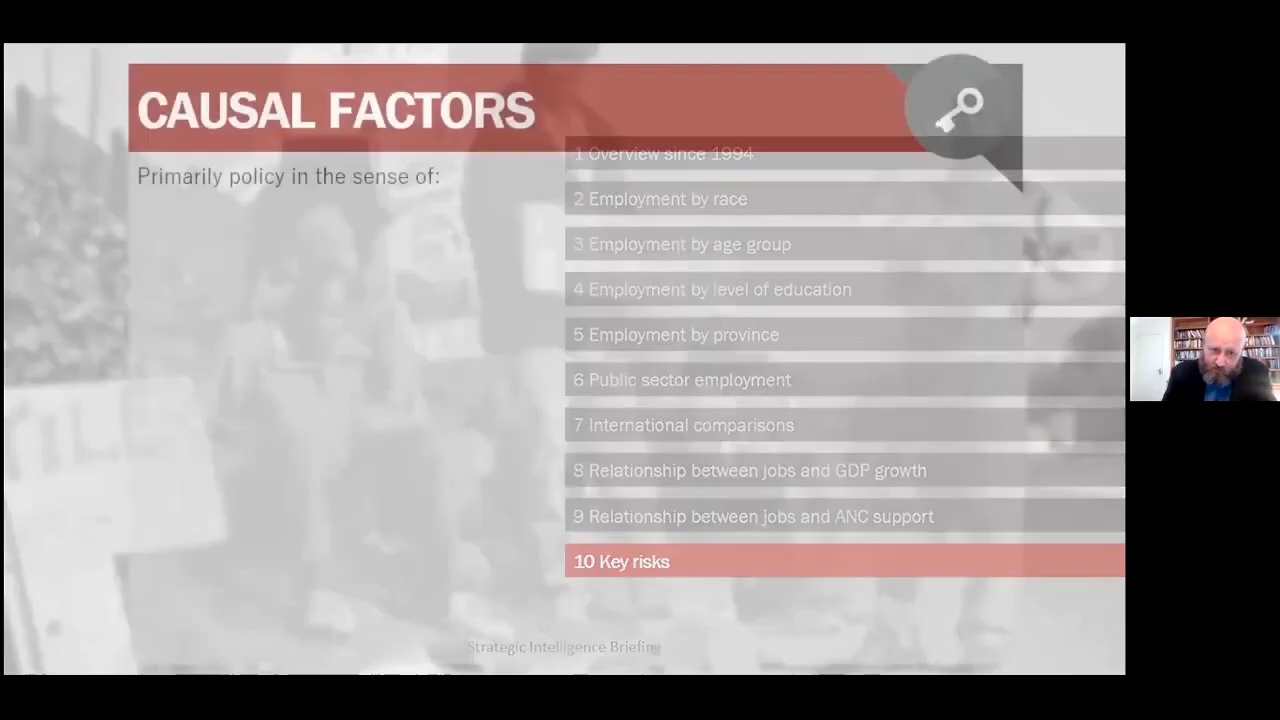 CAUSAL FACTORS
Primarily policy in the sense of:
1 Overview since 1994
2 Employment by race
3 Employment by age group
4 Employment by level of education
5 Employment by province
6 Public sector employment
7 International comparisons
8 Relationship between jobs and GDP growth
9 Relationship between jobs and ANC support
10 Key risks
Strategic Intelligence Briefing